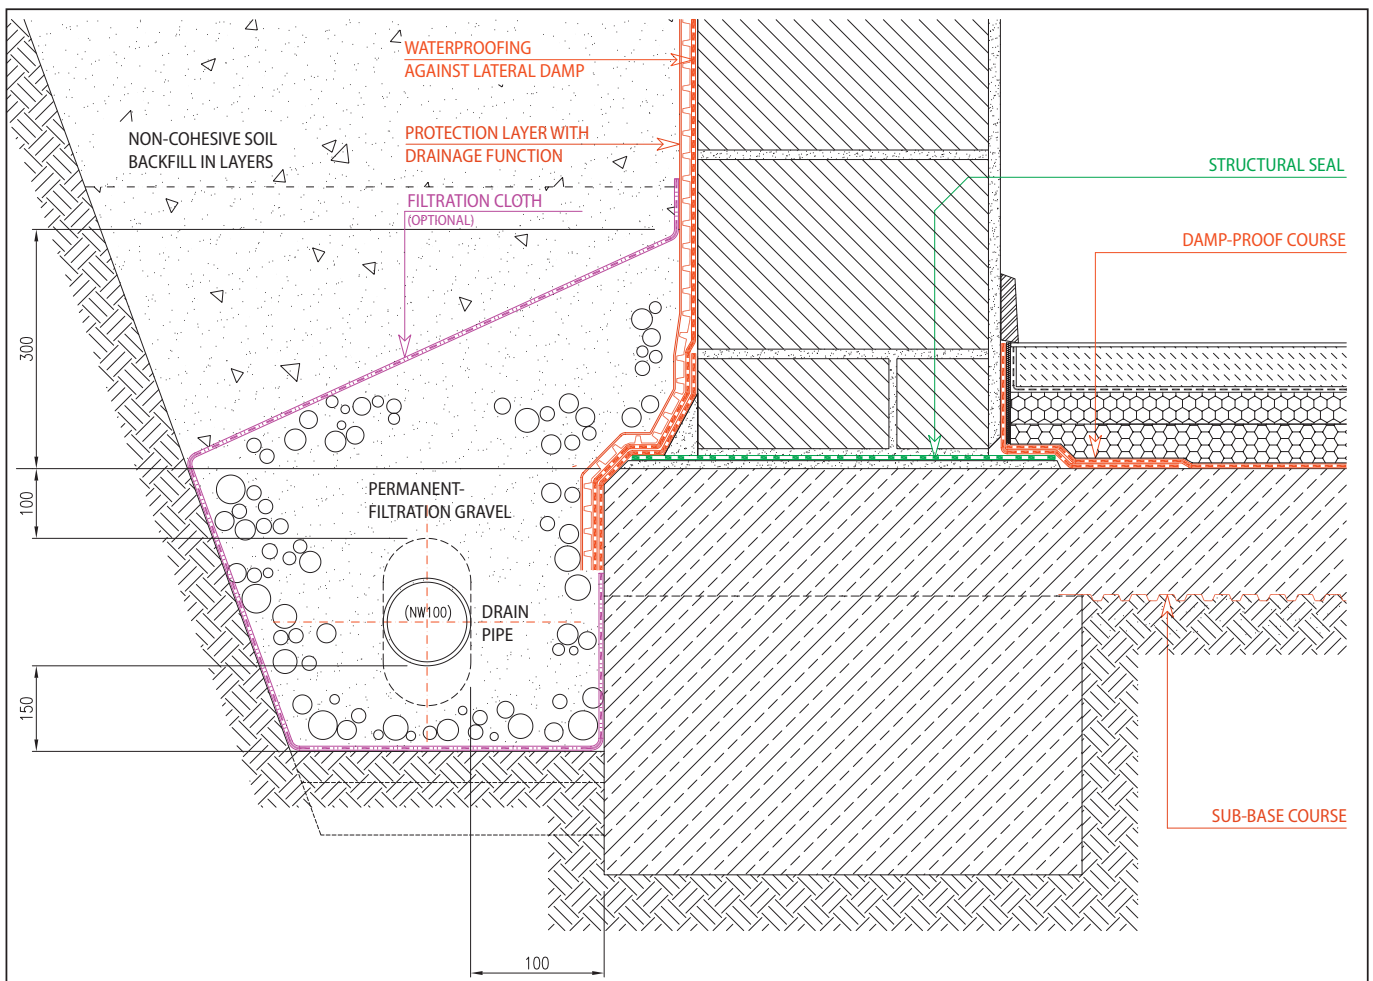 WATERPROOFING
AGAINST LATERAL DAMP
NON-COHESIVE SOIL
BACKFILL IN LAYERS
PROTECTION LAYER WITH
DRAINAGE FUNCTION
STRUCTURAL SEAL
FILTRATION CLOTH
(OPTIONAL)
DAMP-PROOF COURSE
300
100
PERMANENT-
FILTRATION GRAVEL
(NW100)
DRAIN
PIPE
150
SUB-BASE COURSE
100